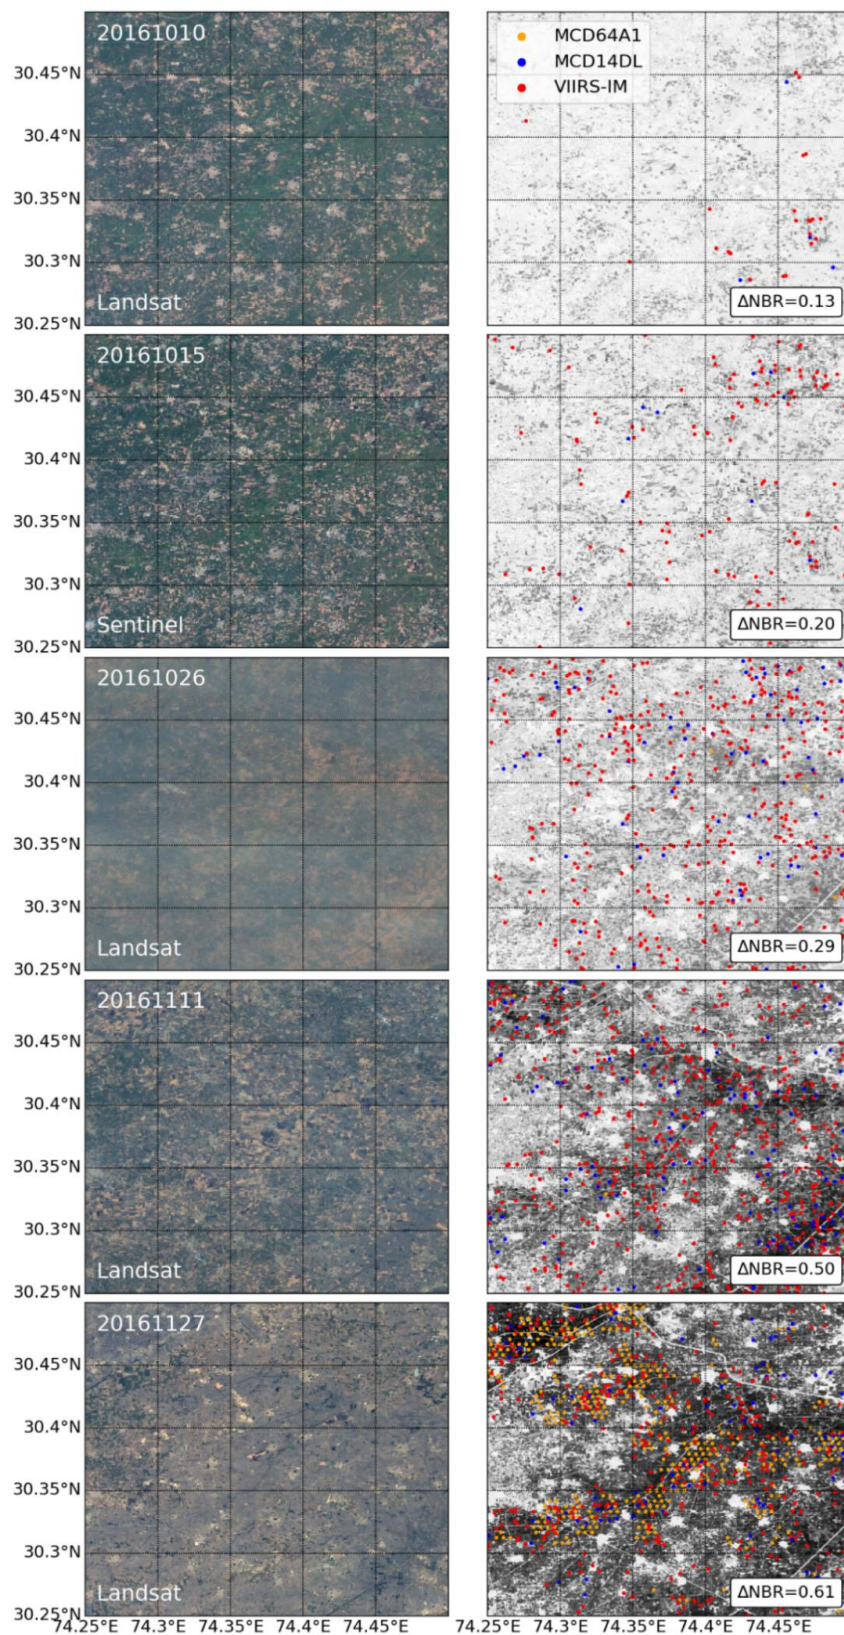 20161010
MCD64A1
MCD14DL
VIIRS-IM
30.45°N
30.4°N
30.35°N
30.3°N
30.25°N
Landsat
ΔNBR=0.13
20161015
30.45°N
30.4°N
30.35°N
30.3°N
30.25°N
Sentinel
ΔNBR=0.20
20161026
30.45°N
30.4°N
30.35°N
30.3°N
30.25°N
Landsat
ΔNBR=0.29
20161111
30.45°N
30.4°N
30.35°N
30.3°N
30.25°N
Landsat
ΔNBR=0.50
20161127
30.45°N
30.4°N
30.35°N
30.3°N
30.25°N
Landsat
ΔNBR=0.61
74.25°E 74.3°E 74.35°E 74.4°E 74.45°E 74.25°E 74.3°E 74.35°E 74.4°E 74.45°E